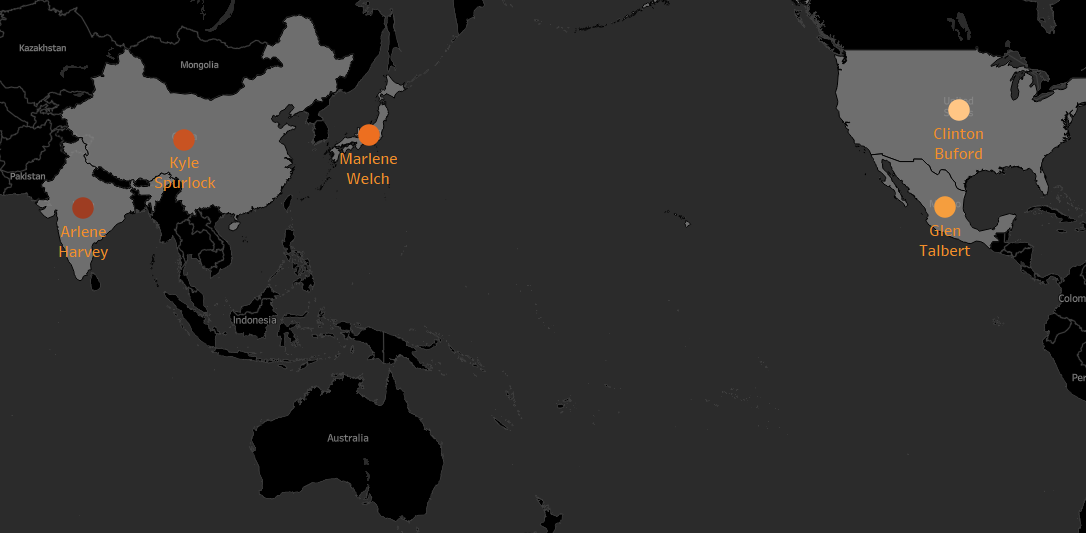 Kazakhstan
Mongolia
Pakistan
Kyle
Spurlock
Marlene
Welch
Arlene
Harvey
Clinton
Buford
Glen
Talbert
Indonesia
Colom
Per
Australia